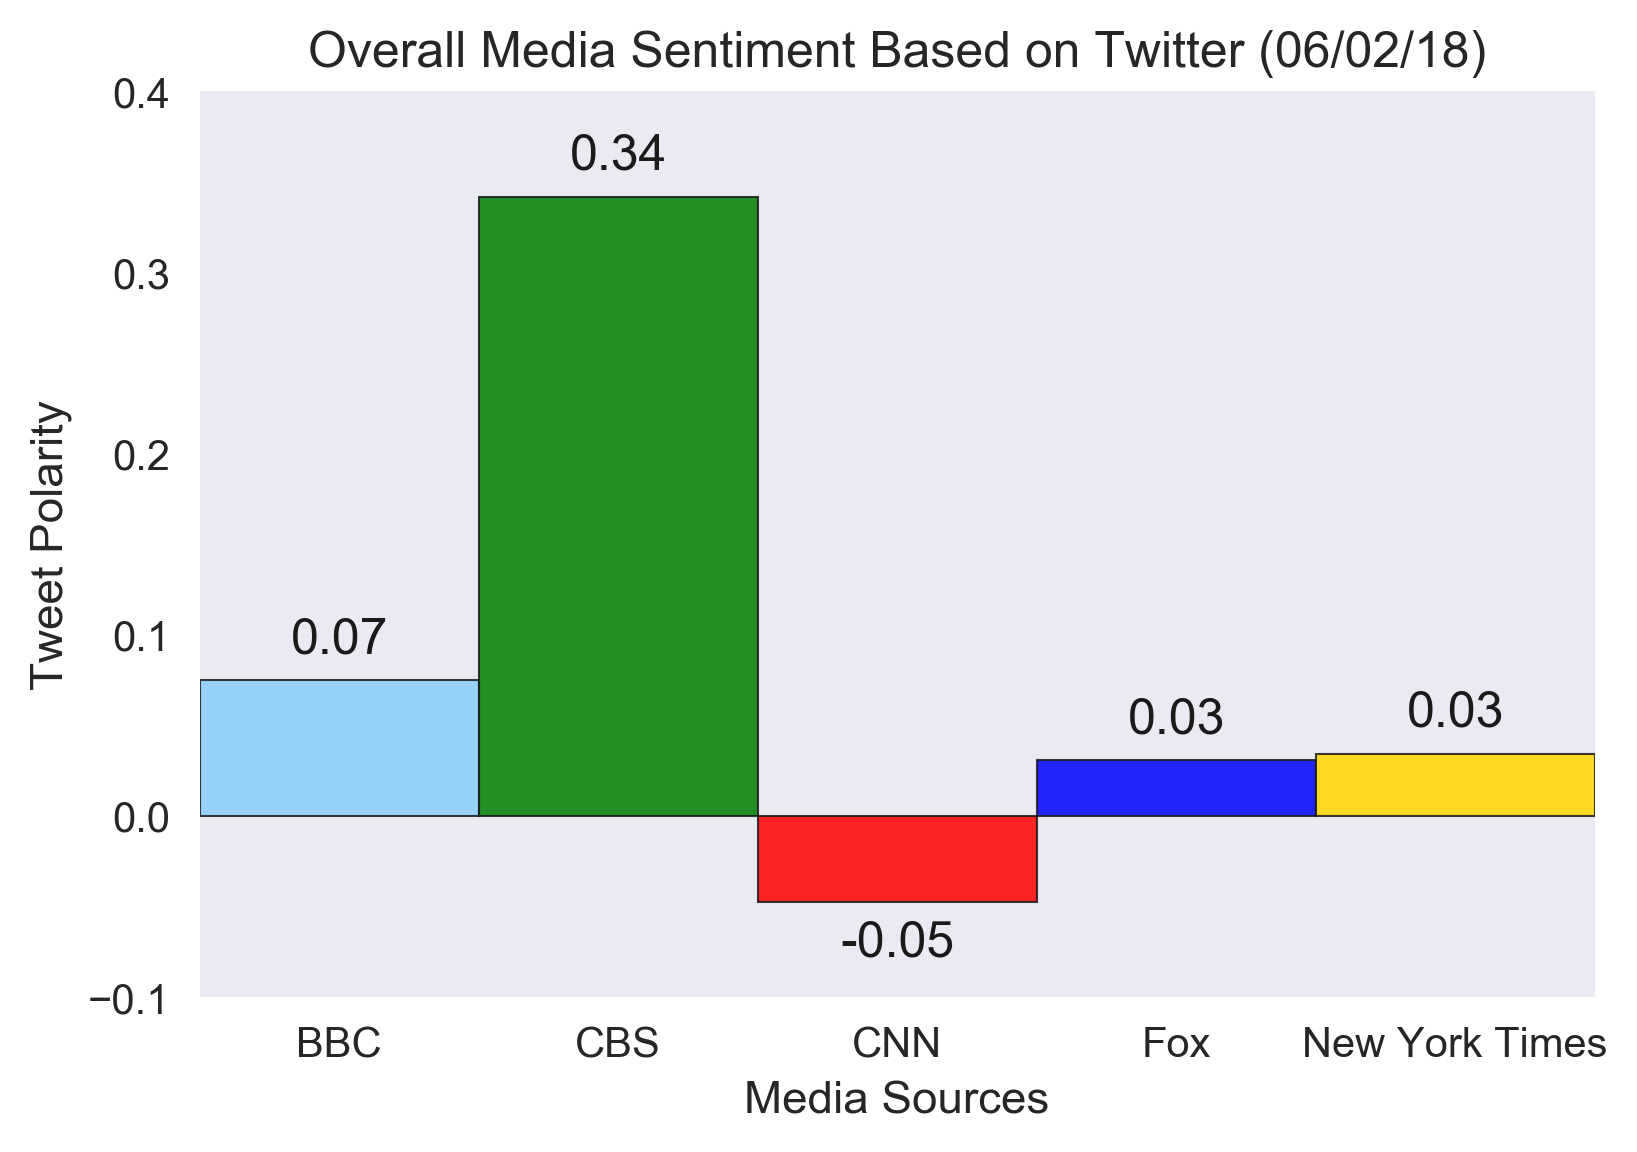 Overall Media Sentiment Based on Twitter (06/02/18)
0.4
0.3
0.2
0.1
0.0
−0.1
Tweet Polarity
0.07
0.34
-0.05
0.03
0.03
BBC
CBS
CNN
Fox
New York Times
Media Sources